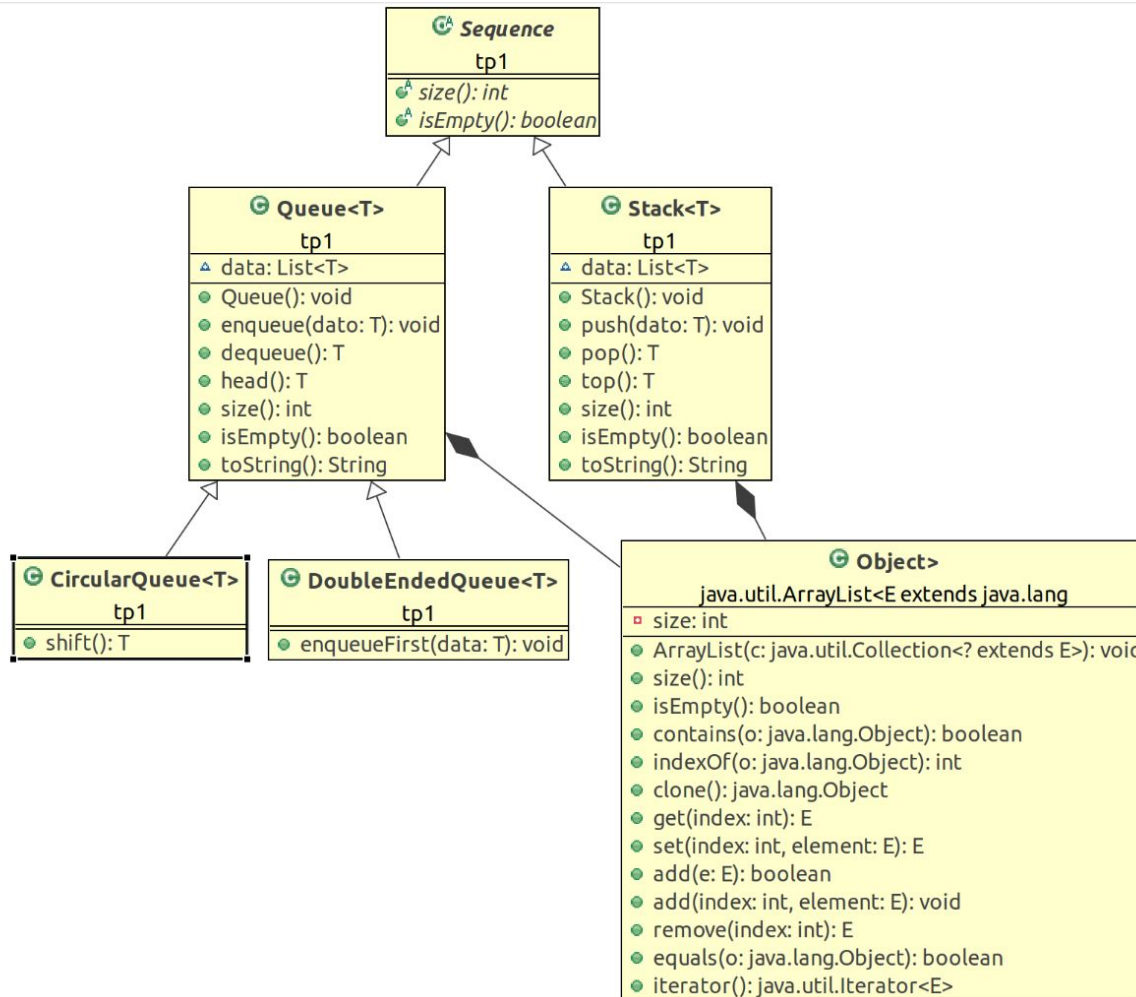 Sequence
tp1
size(): int
isEmpty(): boolean
Queue<T>
tp1
data: List<T>
Queue(): void
enqueue(dato: T): void
dequeue(): T
head(): T
size(): int
isEmpty(): boolean
toString(): String
Stack<T>
tp1
data: List<T>
Stack(): void
push(dato: T): void
pop(): T
top(): T
size(): int
isEmpty(): boolean
toString(): String
CircularQueue<T>
tp1
shift(): T
DoubleEndedQueue<T>
tp1
enqueueFirst(data: T): void
Object>
java.util.ArrayList<E extends java.lang
size: int
ArrayList(c: java.util.Collection<? extends E>): void
size(): int
isEmpty(): boolean
contains(o: java.lang.Object): boolean
indexOf(o: java.lang.Object): int
clone(): java.lang.Object
get(index: int): E
set(index: int, element: E): E
add(e: E): boolean
add(index: int, element: E): void
remove(index: int): E
equals(o: java.lang.Object): boolean
iterator(): java.util.Iterator<E>